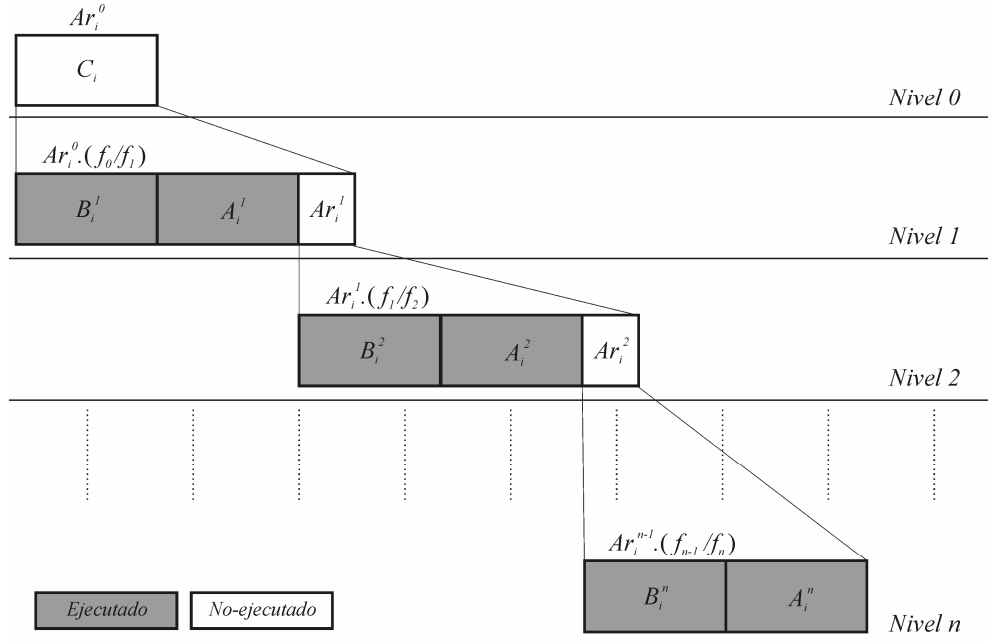 Ar_i^0
C_i
Nivel 0
Ar_i^0.(f_0/f_1)
B_i^1 A_i^1 Ar_i^1
Nivel 1
Ar_i^1.(f_1/f_2)
B_i^2 A_i^2 Ar_i^2
Nivel 2
Ar_i^{n-1}.(f_{n-1}/f_n)
B_i^n A_i^n
Ejecutado No-ejecutado
Nivel n